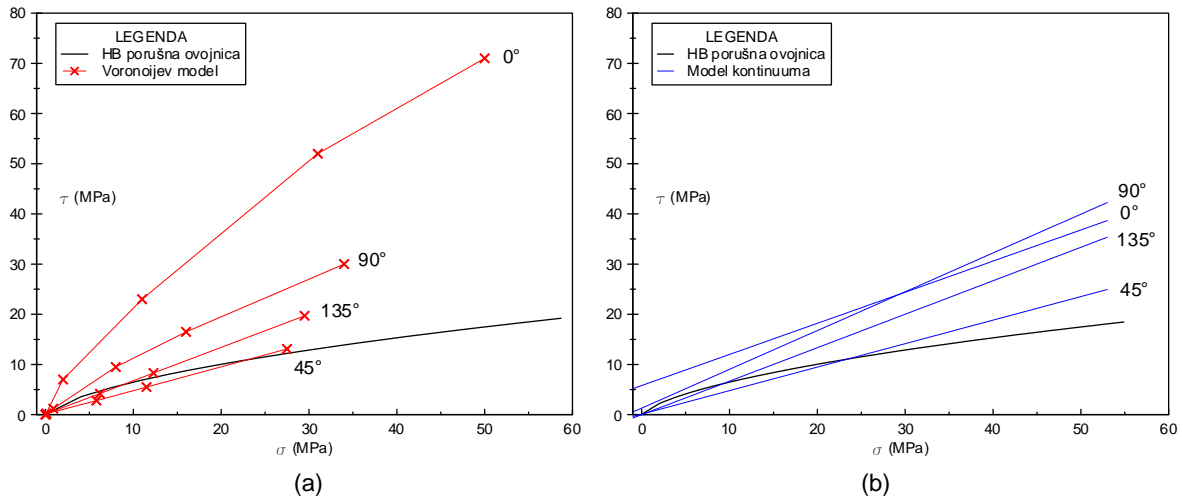 80
70
60
50
40
30
20
10
0
LEGENDA
HB porušna ovojnica
Voronoijev model
τ (MPa)
0°
90°
135°
45°
0 10 20 30 40 50 60
σ (MPa)
(a)
80
70
60
50
40
30
20
10
0
LEGENDA
HB porušna ovojnica
Model kontinuuma
τ (MPa)
90°
0°
135°
45°
0 10 20 30 40 50 60
σ (MPa)
(b)